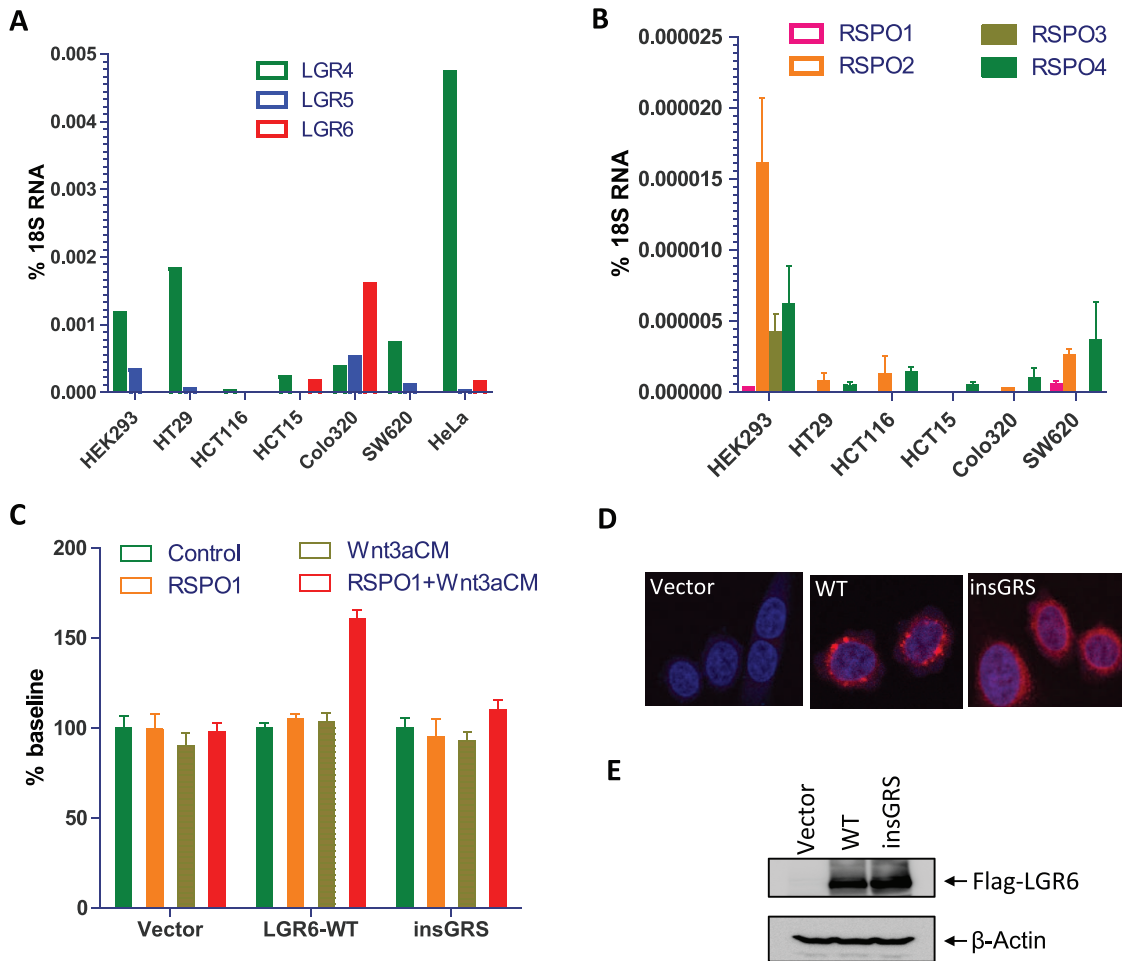 A
LGR4
LGR5
LGR6
% 18S RNA
0.005
0.004
0.003
0.002
0.001
0.000
HEK293
HT29
HCT116
HCT15
Colo320
SW620
HeLa
B
RSPO1
RSPO2
RSPO3
RSPO4
% 18S RNA
0.000025
0.000020
0.000015
0.000010
0.000005
0.000000
HEK293
HT29
HCT116
HCT15
Colo320
SW620
C
Control
RSPO1
Wnt3aCM
RSPO1+Wnt3aCM
% baseline
200
150
100
50
0
Vector
LGR6-WT
insGRS
D
Vector
WT
insGRS
E
Vector
WT
insGRS
Flag-LGR6
β-Actin